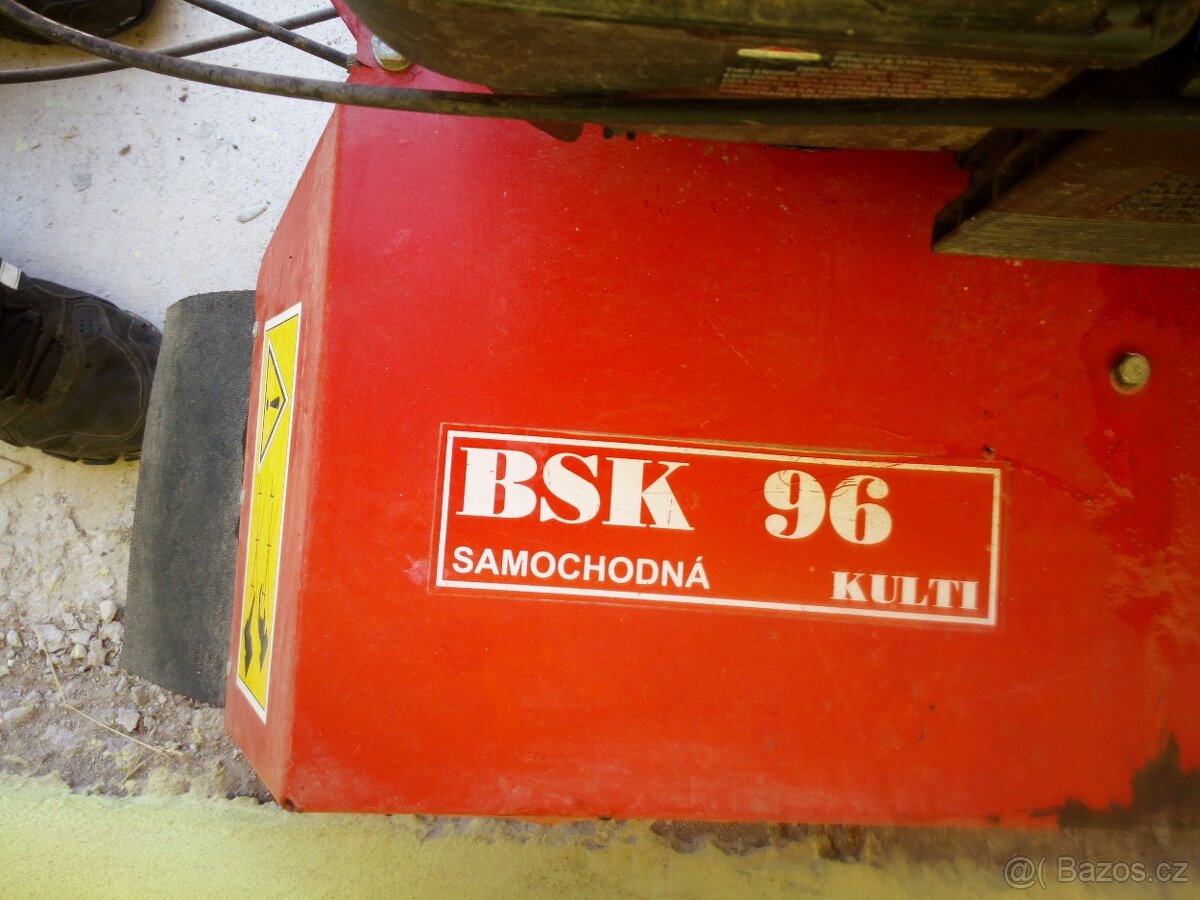 BSK 96
SAMOCHODNÁ
KULTI
@( Bazos.cz